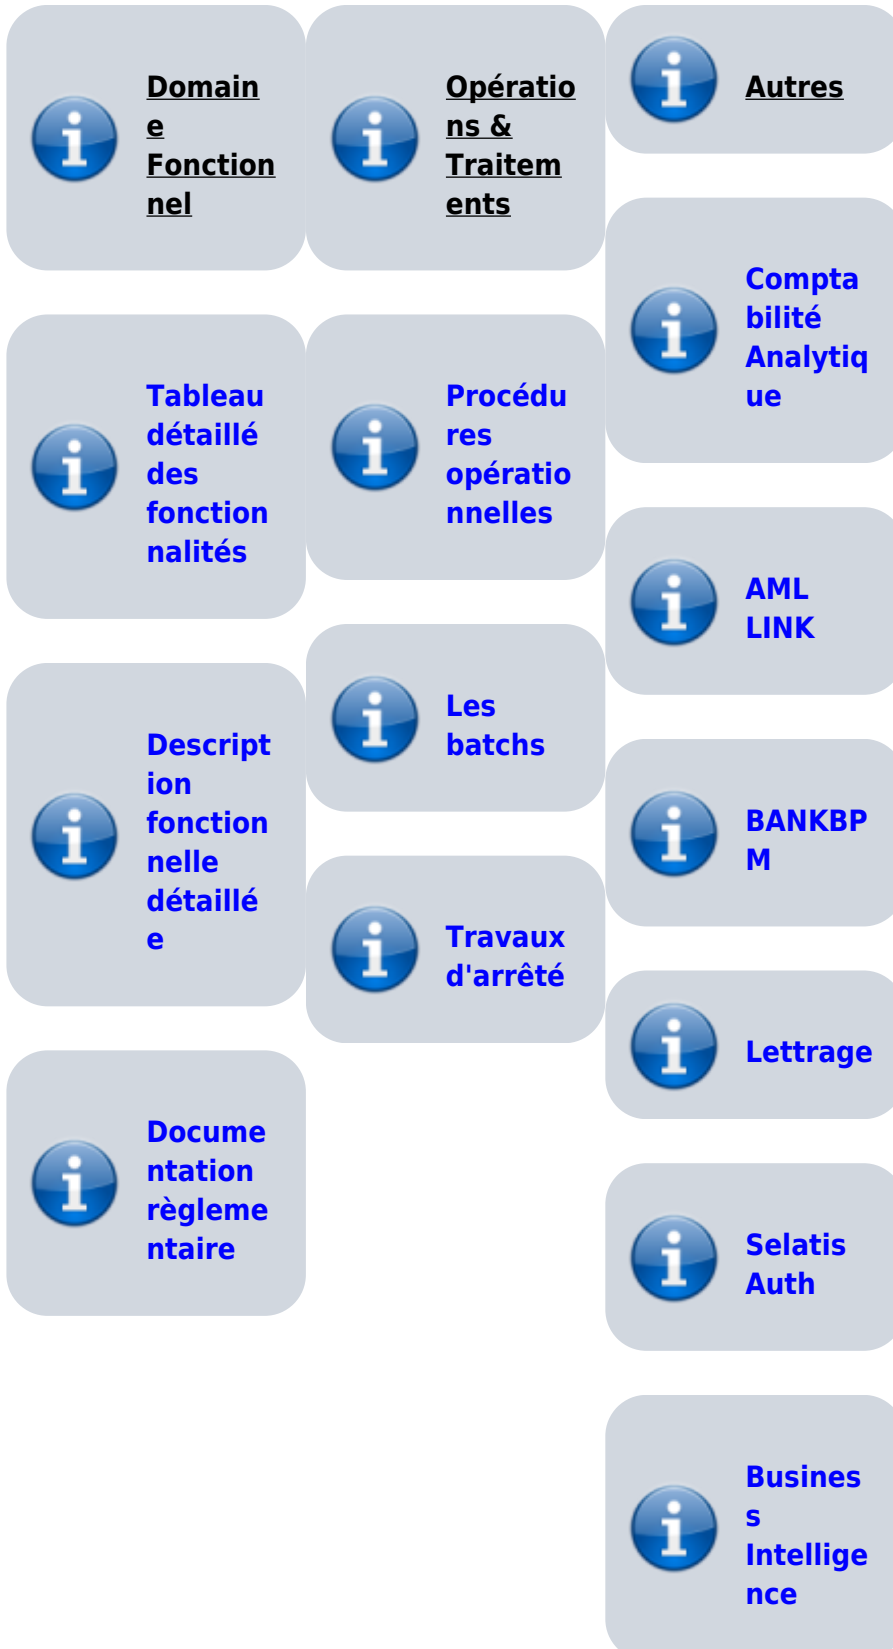 Domain
e
Fonction
nel
Tableau
détaillé
des
fonction
nalités
Descript
ion
fonction
nelle
détaillé
e
Docume
ntation
règleme
ntaire
Opératio
ns &
Traitem
ents
Procédu
res
opératio
nnelles
Les
batchs
Travaux
d'arrêté
Autres
Compta
bilité
Analytiq
ue
AML
LINK
BANKBP
M
Lettrage
Selatis
Auth
Busines
s
Intellige
nce